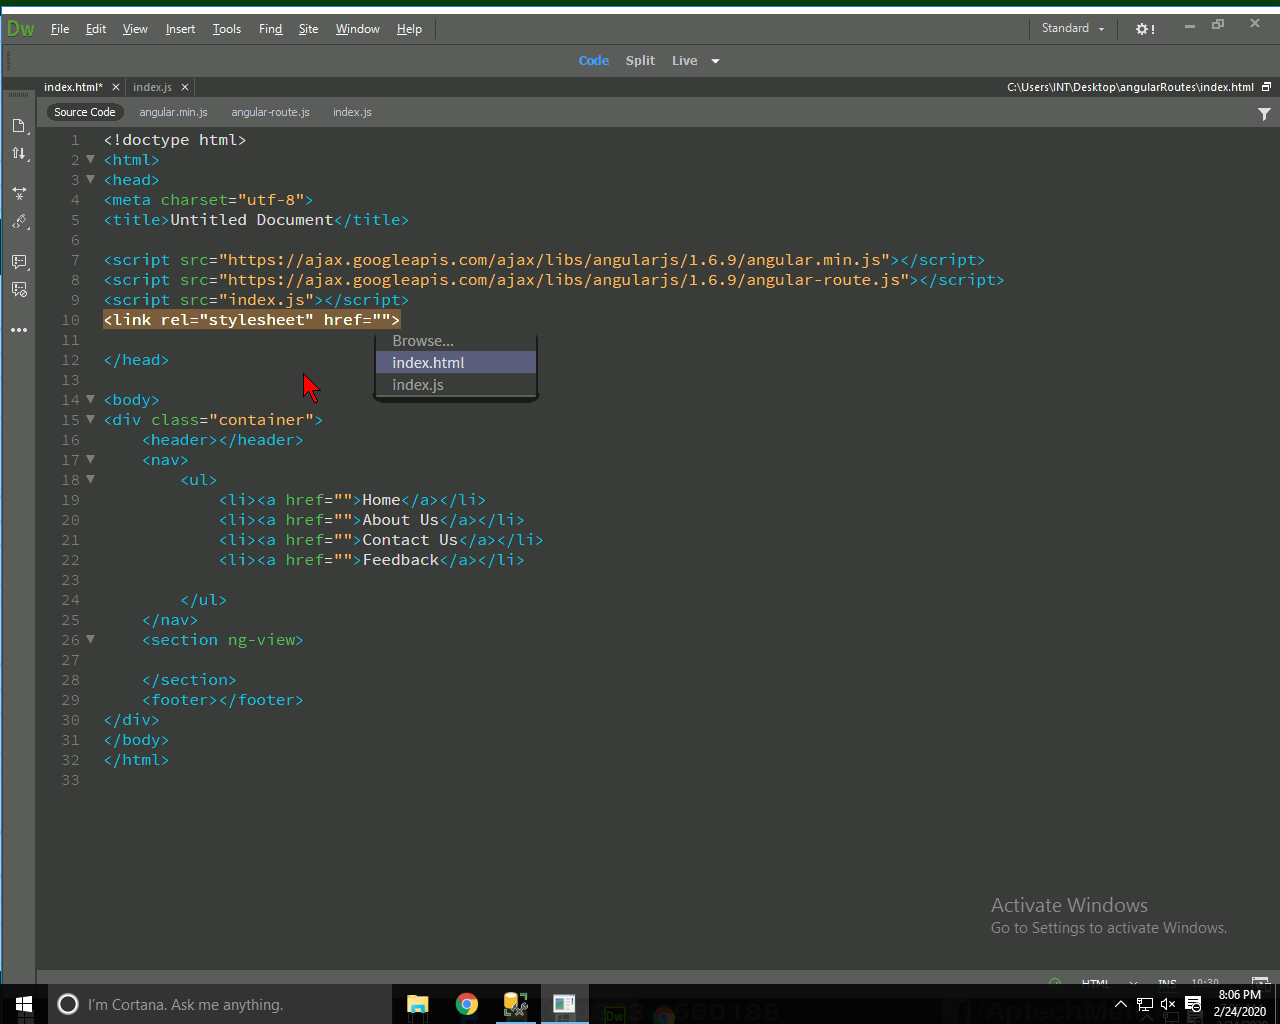 Dw File Edit View Insert Tools Find Site Window Help Standard !
Code Split Live
index.html* × index.js × C:\Users\INT\Desktop\angularRoutes\index.html
Source Code angular.min.js angular-route.js index.js
1 <!doctype html>
2 <html>
3 <head>
4 <meta charset="utf-8">
5 <title>Untitled Document</title>
6
7 <script src="https://ajax.googleapis.com/ajax/libs/angularjs/1.6.9/angular.min.js"></script>
8 <script src="https://ajax.googleapis.com/ajax/libs/angularjs/1.6.9/angular-route.js"></script>
9 <script src="index.js"></script>
10 <link rel="stylesheet" href="">
11
Browse...
index.html
index.js
12 </head>
13
14 <body>
15 <div class="container">
16 <header></header>
17 <nav>
18 <ul>
19 <li><a href="">Home</a></li>
20 <li><a href="">About Us</a></li>
21 <li><a href="">Contact Us</a></li>
22 <li><a href="">Feedback</a></li>
23
24 </ul>
25 </nav>
26 <section ng-view>
27
28 </section>
29 <footer></footer>
30 </div>
31 </body>
32 </html>
33
Activate Windows
Go to Settings to activate Windows.
HTML INS 10:30
I'm Cortana. Ask me anything.
8:06 PM
2/24/2020